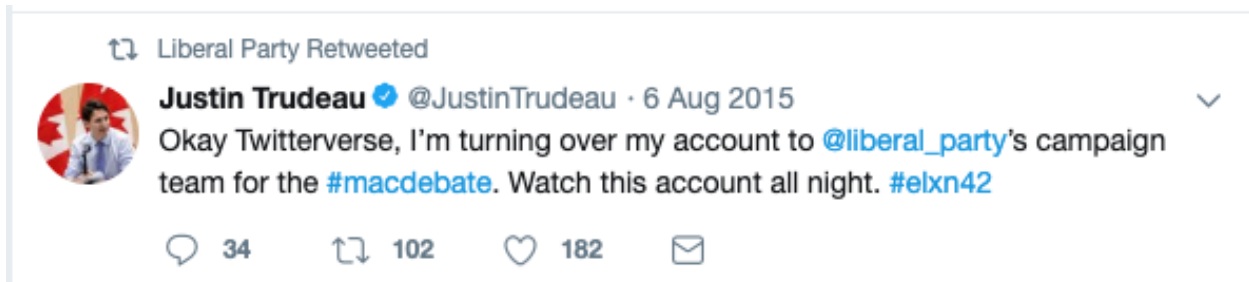 Liberal Party Retweeted
Justin Trudeau @JustinTrudeau · 6 Aug 2015
Okay Twitterverse, I'm turning over my account to @liberal_party's campaign
team for the #macdebate. Watch this account all night. #elxn42
34 102 182